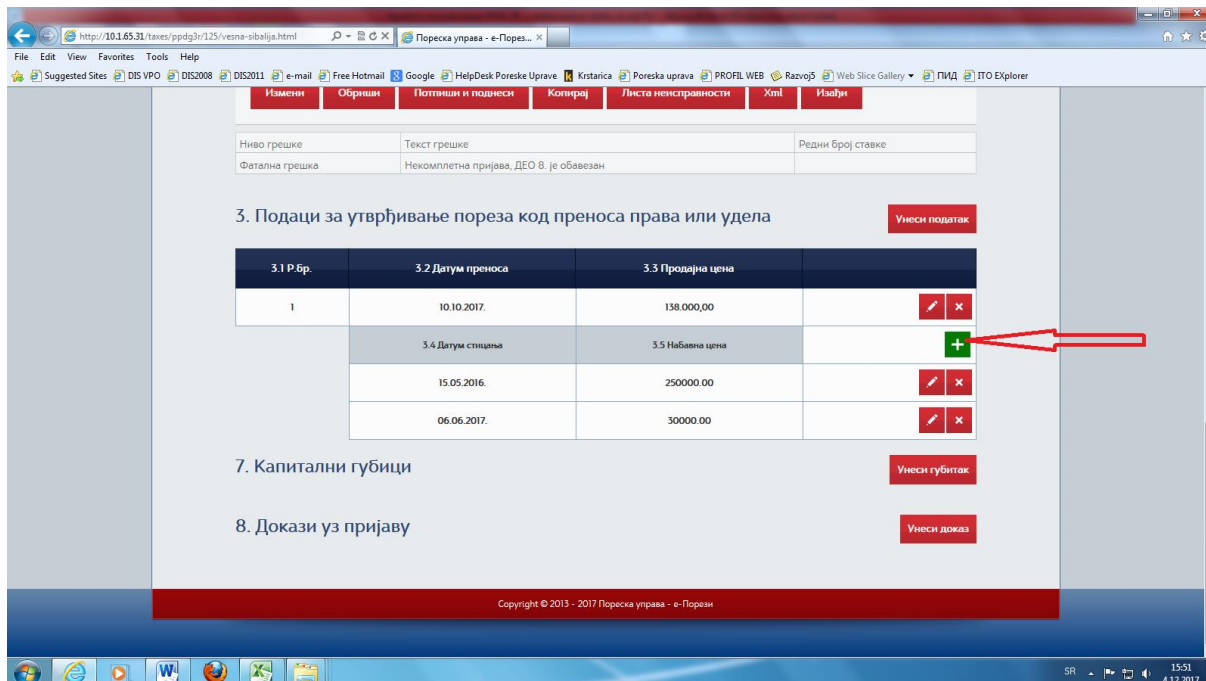 http://10.1.65.31/taxes/ppdg3r/125/vesna-sibalija.html
Пореска управа - е-Порез...
File Edit View Favorites Tools Help
Suggested Sites DIS VPO DIS2008 DIS2011 e-mail Free Hotmail Google HelpDesk Poreske Uprave Krstarica Poreska uprava PROFIL WEB Razvoj5 Web Slice Gallery ПИД ITO EXplorer
Измени Обриши Потпиши и поднеси Копирај Листа неисправности Xml Изађи
Ниво грешке Текст грешке Редни број ставке
Фатална грешка Некомплетна пријава, ДЕО 8. је обавезан
3. Подаци за утврђивање пореза код преноса права или удела Унеси податак
3.1 Р.бр. 3.2 Датум преноса 3.3 Продајна цена
1 10.10.2017. 138.000,00
3.4 Датум стицања 3.5 Набавна цена
15.05.2016. 250000.00
06.06.2017. 30000.00
7. Капитални губици Унеси губитак
8. Докази уз пријаву Унеси доказ
Copyright © 2013 - 2017 Пореска управа - е-Порези
SR 15:51
4.12.2017